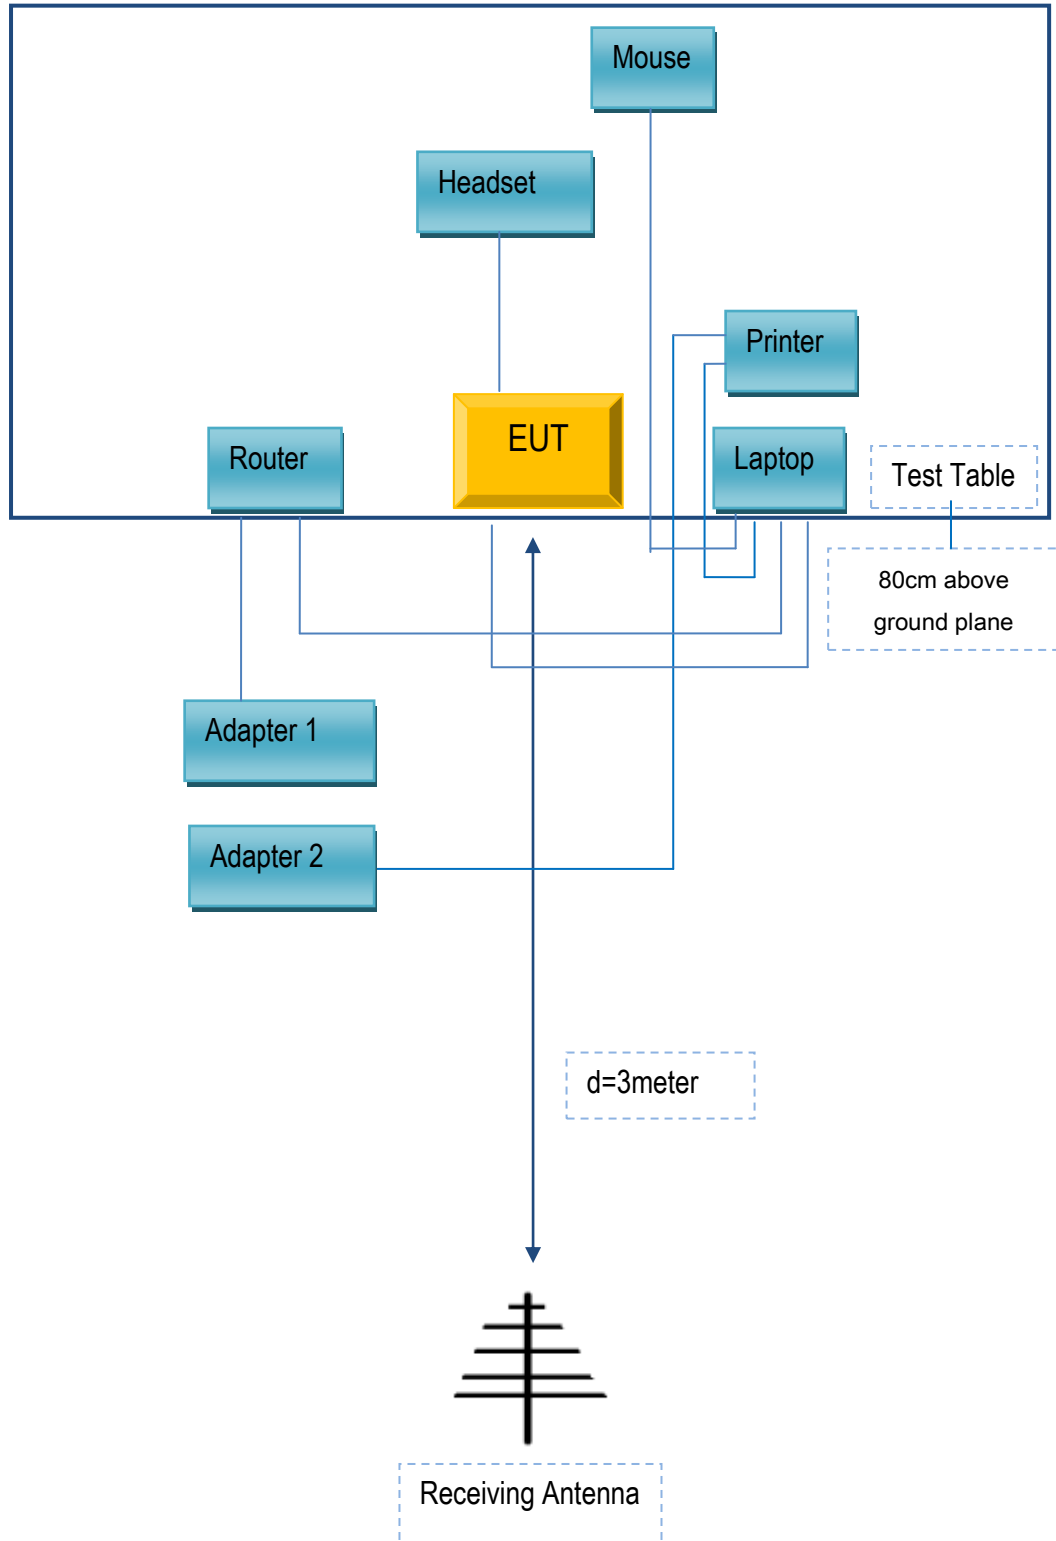 Mouse
Headset
Printer
EUT
Router
Laptop
Test Table
80cm above
ground plane
Adapter 1
Adapter 2
d=3meter
Receiving Antenna